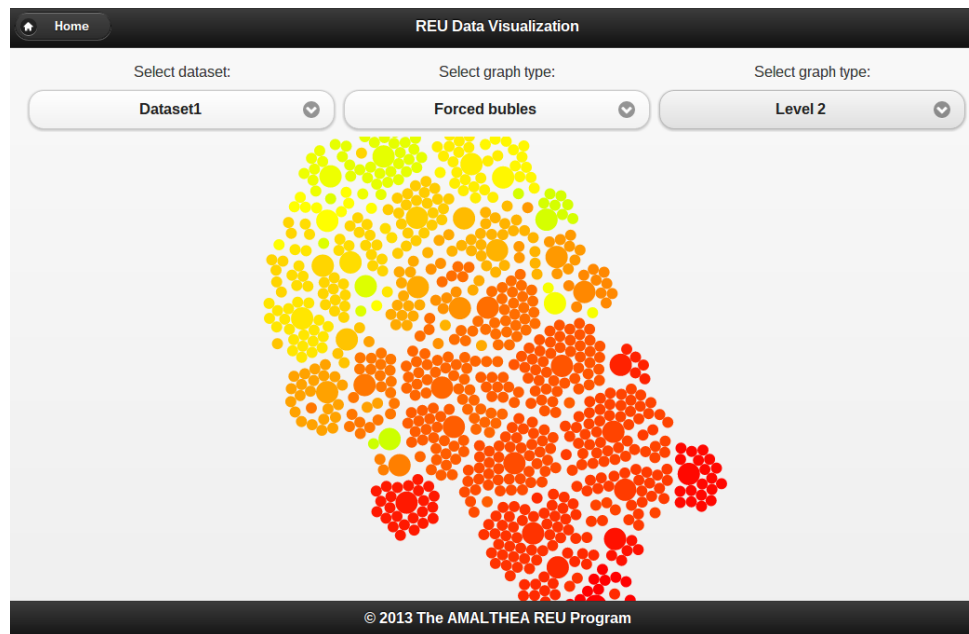 Home
REU Data Visualization
Select dataset:
Select graph type:
Select graph type:
Dataset1
Forced bubles
Level 2
© 2013 The AMALTHEA REU Program